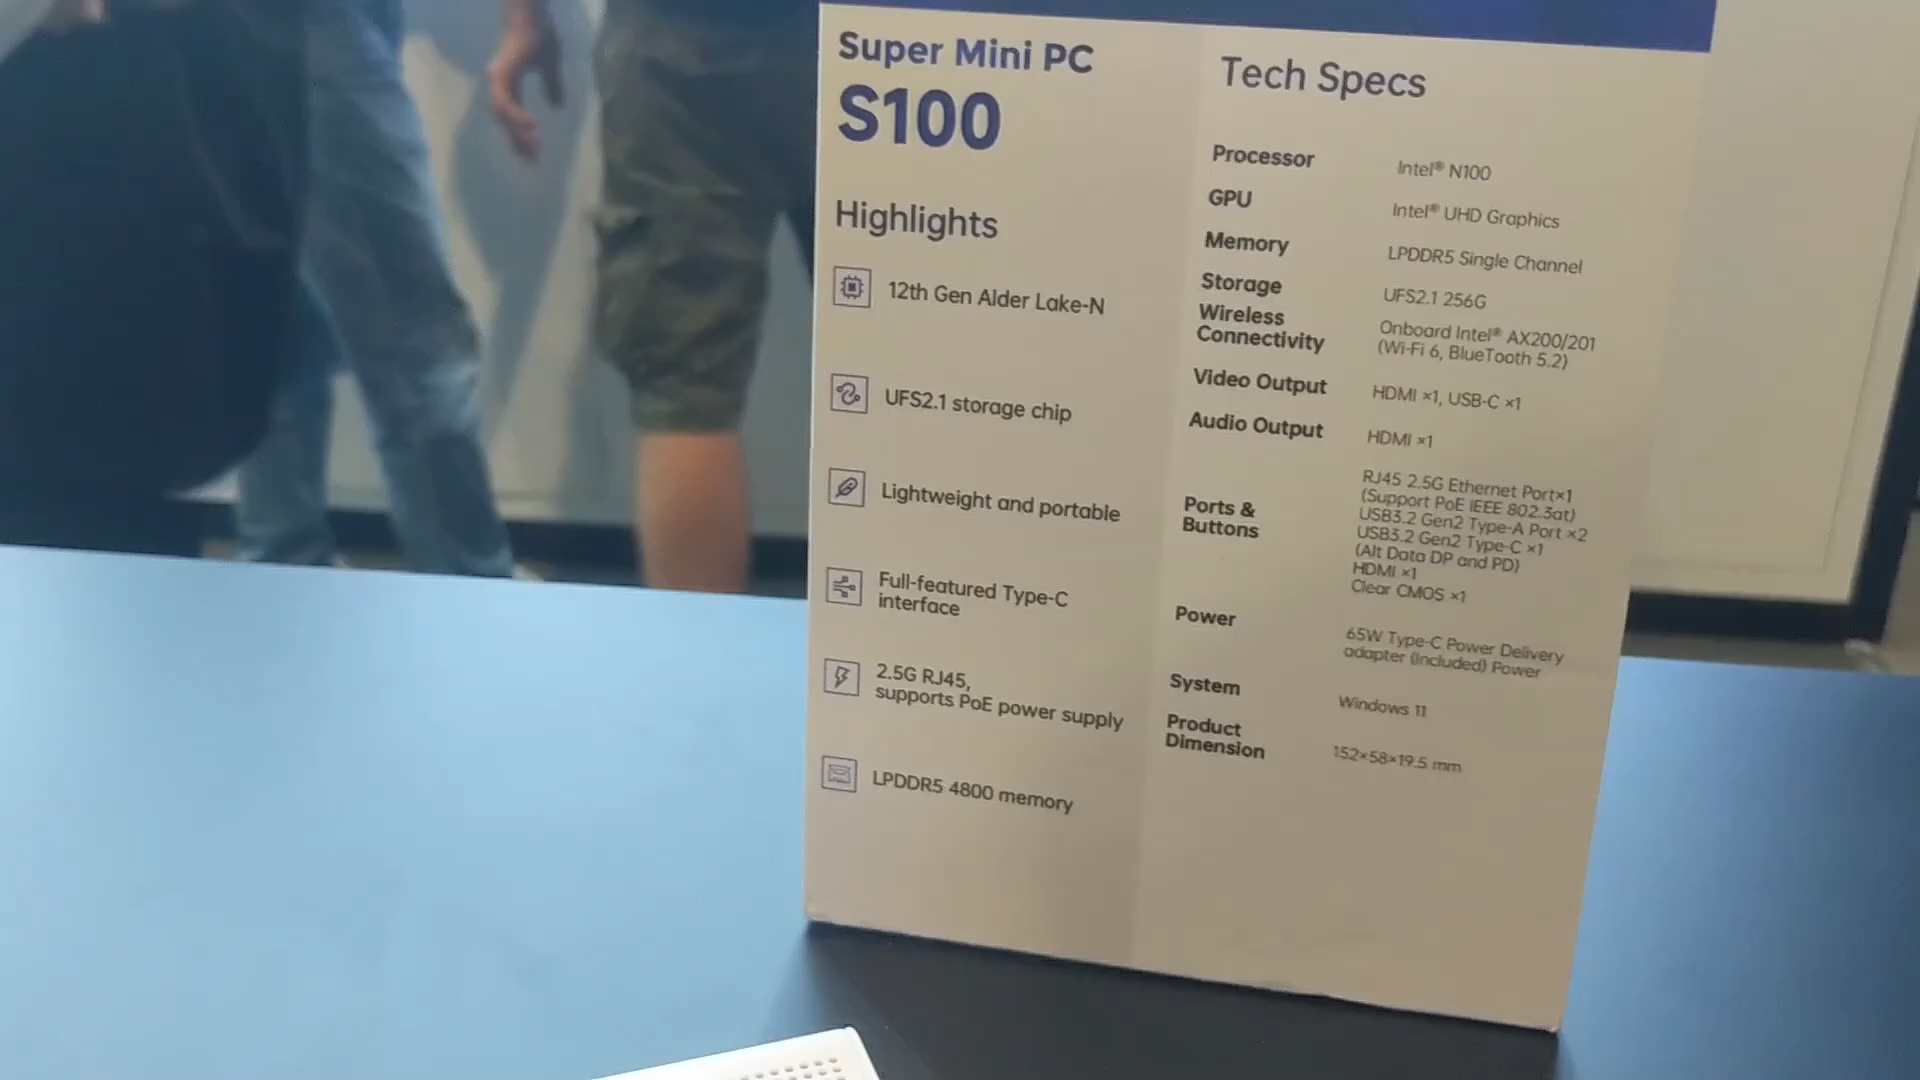 Super Mini PC
S100
Highlights
12th Gen Alder Lake-N
UFS2.1 storage chip
Lightweight and portable
Full-featured Type-C
interface
2.5G RJ45,
supports PoE power supply
LPDDR5 4800 memory
Tech Specs
Processor Intel® N100
GPU Intel® UHD Graphics
Memory LPDDR5 Single Channel
Storage UFS2.1 256G
Wireless
Connectivity
Onboard Intel® AX200/201
(Wi-Fi 6, BlueTooth 5.2)
Video Output HDMI ×1, USB-C ×1
Audio Output HDMI ×1
Ports &
Buttons
RJ45 2.5G Ethernet Port×1
(Support PoE IEEE 802.3at)
USB3.2 Gen2 Type-A Port ×2
USB3.2 Gen2 Type-C ×1
(Alt Data DP and PD)
HDMI ×1
Clear CMOS ×1
Power
65W Type-C Power Delivery
adapter (Included) Power
System Windows 11
Product
Dimension
152×58×19.5 mm